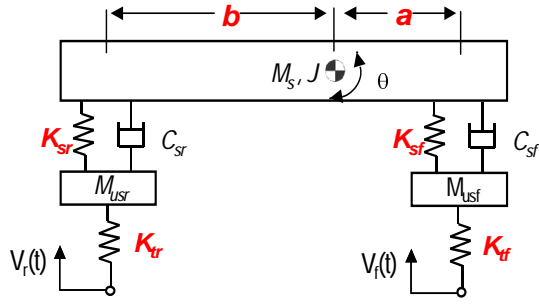 b a
M_s, J
θ
K_sr C_sr K_sf C_sf
M_usr M_usf
K_tr K_tf
V_r(t) V_f(t)